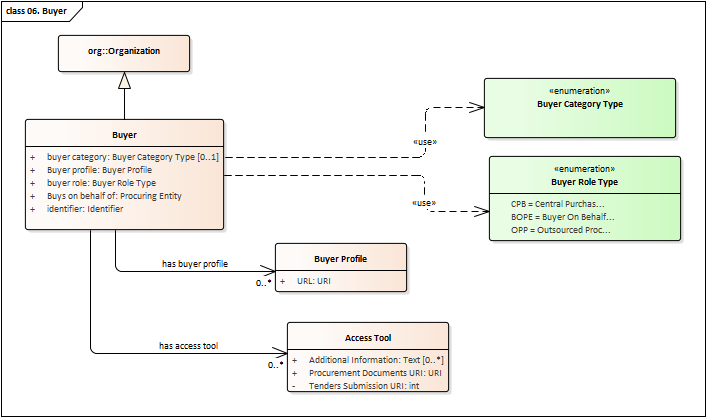 class 06. Buyer
org::Organization
«enumeration»
Buyer Category Type
Buyer
+ buyer category: Buyer Category Type [0..1]
+ Buyer profile: Buyer Profile
+ buyer role: Buyer Role Type
+ Buys on behalf of: Procuring Entity
+ identifier: Identifier
«use»
«use»
«enumeration»
Buyer Role Type
CPB = Central Purchas...
BOPE = Buyer On Behalf...
OPP = Outsourced Proc...
has buyer profile
0..*
Buyer Profile
+ URL: URI
has access tool
0..*
Access Tool
+ Additional Information: Text [0..*]
+ Procurement Documents URI: URI
- Tenders Submission URI: int